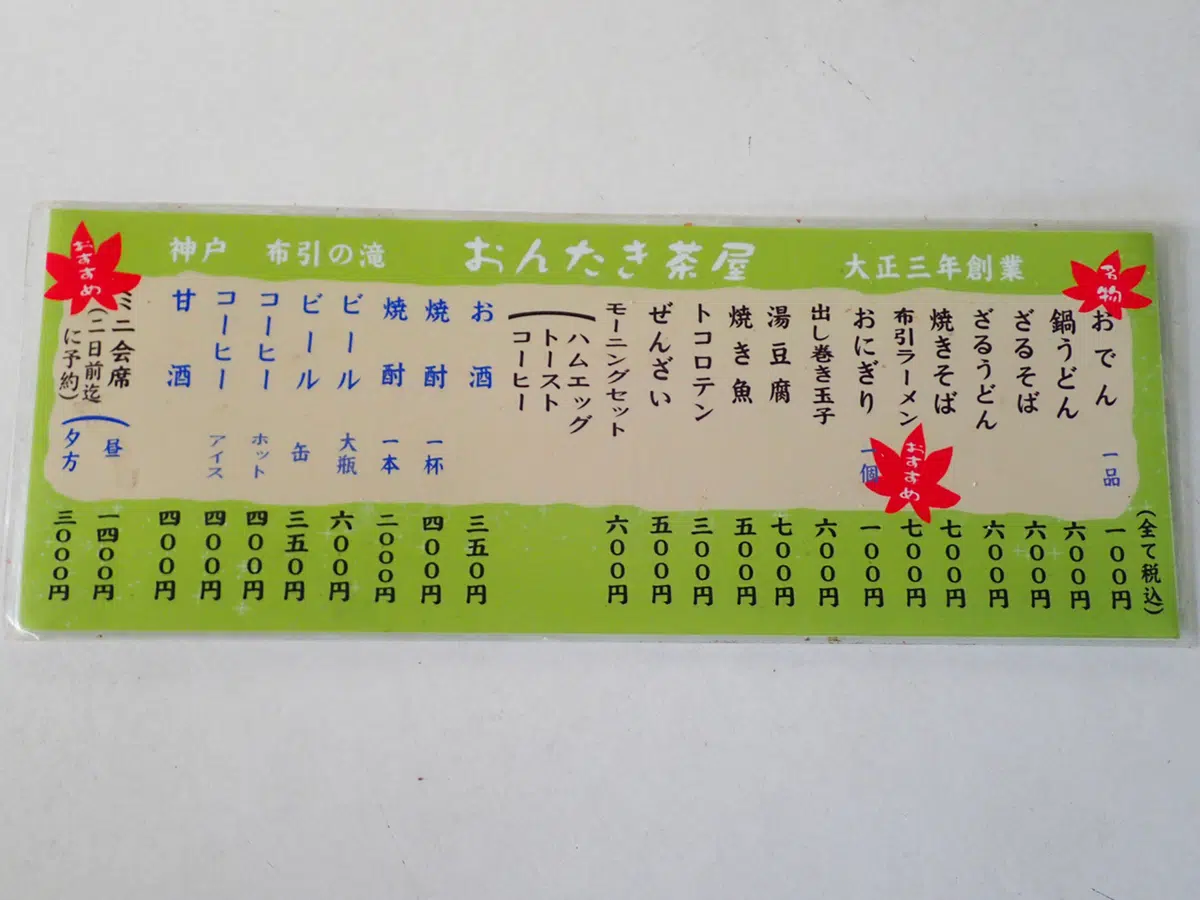 大正三年創業
おんたき茶屋
神戸　布引の滝
名物
(全て税込)
おでん　一品　一〇〇円
鍋うどん　六〇〇円
ざるそば　六〇〇円
ざるうどん　六〇〇円
焼きそば　七〇〇円
おすすめ
布引ラーメン　七〇〇円
おにぎり　一個　一〇〇円
出し巻き玉子　六〇〇円
湯豆腐　七〇〇円
焼き魚　五〇〇円
トコロテン　三〇〇円
ぜんざい　五〇〇円
モーニングセット　六〇〇円
(ハムエッグ
トースト
コーヒー
お酒　三五〇円
焼酎　一杯　四〇〇円
焼酎　一本　二〇〇〇円
ビール　大瓶　六〇〇円
ビール　缶　三五〇円
コーヒー　ホット　四〇〇円
コーヒー　アイス　四〇〇円
甘酒　四〇〇円
おすすめ
ミニ会席　(昼　一四〇〇円
(二日前迄
に予約)　夕方　三〇〇〇円